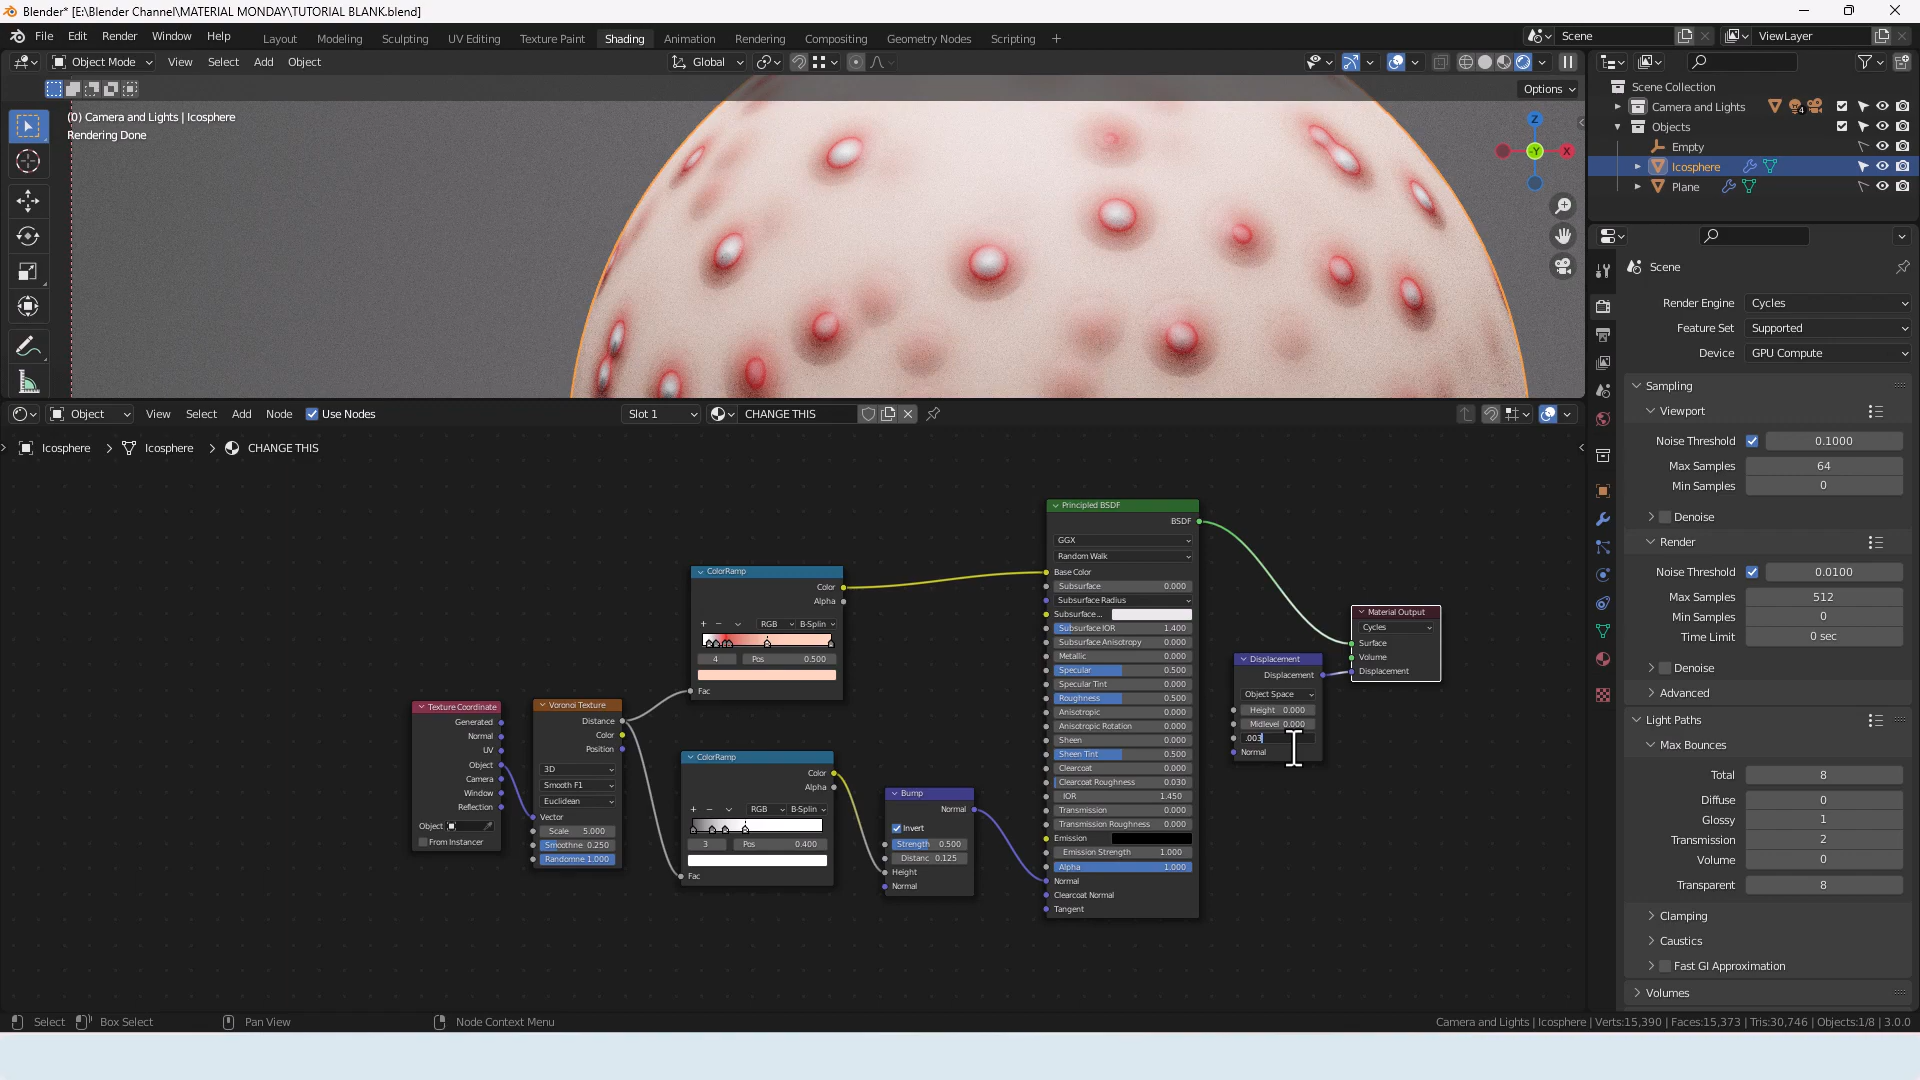 Blender* [E:\Blender Channel\MATERIAL MONDAY\TUTORIAL BLANK.blend]
File Edit Render Window Help Layout Modeling Sculpting UV Editing Texture Paint Shading Animation Rendering Compositing Geometry Nodes Scripting + Scene ViewLayer
Object Mode View Select Add Object Global
Options
(0) Camera and Lights | Icosphere
Rendering Done
Z
-Y
X
Scene Collection
Camera and Lights 4
Objects
Empty
Icosphere
Plane
Scene
Render Engine Cycles
Feature Set Supported
Device GPU Compute
Sampling
Viewport
Noise Threshold 0.1000
Max Samples 64
Min Samples 0
Denoise
Render
Noise Threshold 0.0100
Max Samples 512
Min Samples 0
Time Limit 0 sec
Denoise
Advanced
Light Paths
Max Bounces
Total 8
Diffuse 0
Glossy 1
Transmission 2
Volume 0
Transparent 8
Clamping
Caustics
Fast GI Approximation
Volumes
Object View Select Add Node Use Nodes Slot 1 CHANGE THIS
Icosphere > Icosphere > CHANGE THIS
Texture Coordinate
Generated
Normal
UV
Object
Camera
Window
Reflection
Object
From Instancer
Voronoi Texture
Distance
Color
Position
3D
Smooth F1
Euclidean
Vector
Scale 5.000
Smoothne 0.250
Randomne 1.000
ColorRamp
Color
Alpha
+ − RGB B-Splin
4 Pos 0.500
Fac
ColorRamp
Color
Alpha
+ − RGB B-Splin
3 Pos 0.400
Fac
Bump
Normal
Invert
Strength 0.500
Distanc 0.125
Height
Normal
Principled BSDF
BSDF
GGX
Random Walk
Base Color
Subsurface 0.000
Subsurface Radius
Subsurface ...
Subsurface IOR 1.400
Subsurface Anisotropy 0.000
Metallic 0.000
Specular 0.500
Specular Tint 0.000
Roughness 0.500
Anisotropic 0.000
Anisotropic Rotation 0.000
Sheen 0.000
Sheen Tint 0.500
Clearcoat 0.000
Clearcoat Roughness 0.030
IOR 1.450
Transmission 0.000
Transmission Roughness 0.000
Emission
Emission Strength 1.000
Alpha 1.000
Normal
Clearcoat Normal
Tangent
Displacement
Displacement
Object Space
Height 0.000
Midlevel 0.000
.003
Normal
Material Output
Cycles
Surface
Volume
Displacement
Select Box Select Pan View Node Context Menu Camera and Lights | Icosphere | Verts:15,390 | Faces:15,373 | Tris:30,746 | Objects:1/8 | 3.0.0